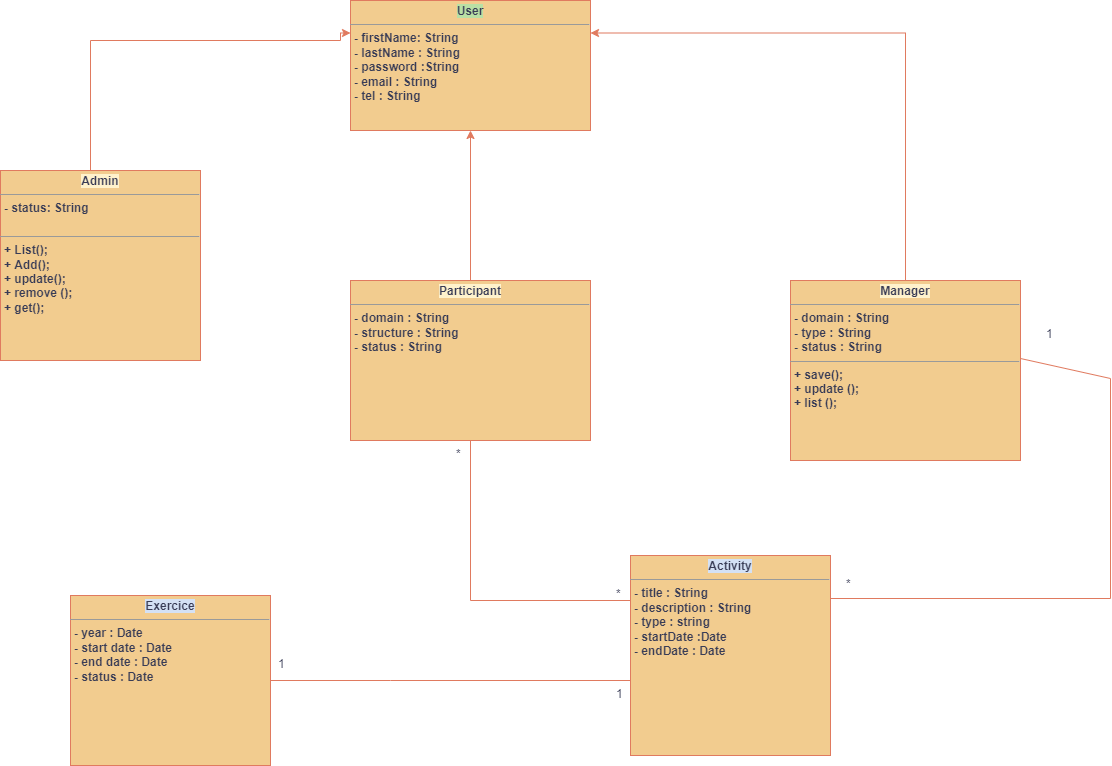 User
- firstName: String
- lastName : String
- password :String
- email : String
- tel : String
Admin
- status: String
+ List();
+ Add();
+ update();
+ remove ();
+ get();
Participant
- domain : String
- structure : String
- status : String
Manager
- domain : String
- type : String
- status : String
+ save();
+ update ();
+ list ();
1
*
Activity
- title : String
- description : String
- type : string
- startDate :Date
- endDate : Date
*
*
Exercice
- year : Date
- start date : Date
- end date : Date
- status : Date
1
1